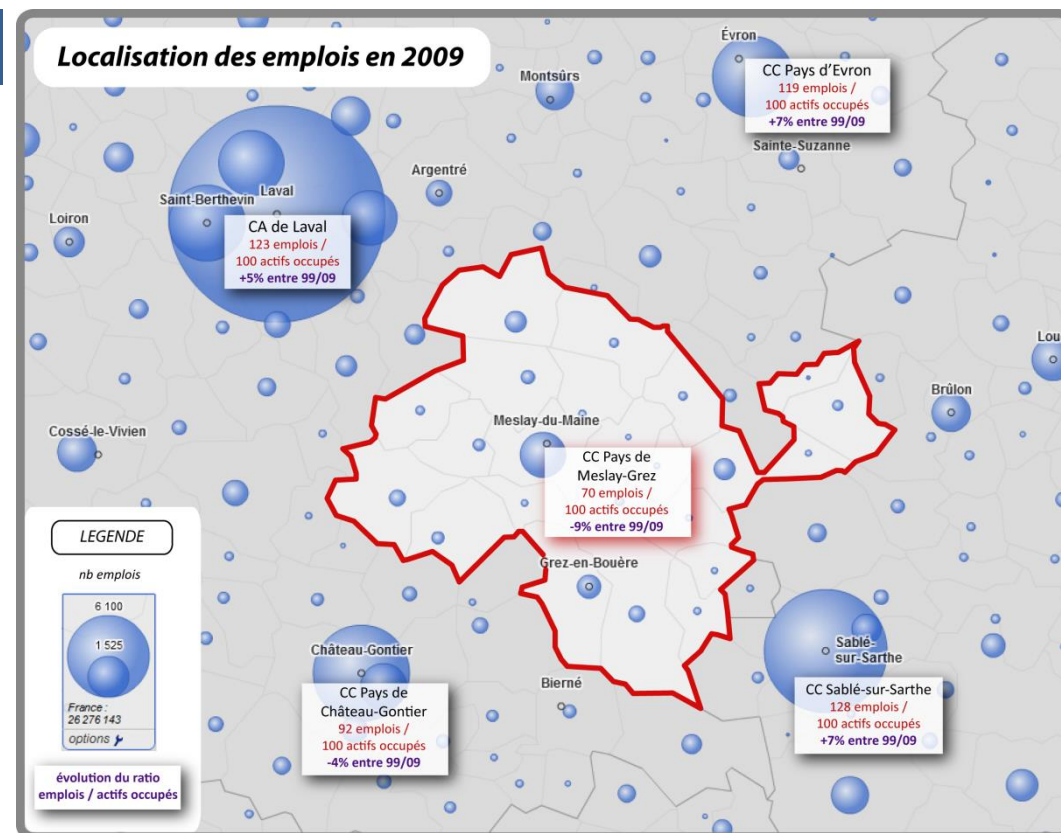 Localisation des emplois en 2009
Évron
CC Pays d'Evron
119 emplois /
100 actifs occupés
+7% entre 99/09
Montsûrs
Sainte-Suzanne
Argentré
Saint-Berthevin
Laval
Loiron
CA de Laval
123 emplois /
100 actifs occupés
+5% entre 99/09
Lou
Brûlon
Meslay-du-Maine
Cossé-le-Vivien
CC Pays de
Meslay-Grez
70 emplois /
100 actifs occupés
-9% entre 99/09
Grez-en-Bouère
Château-Gontier
CC Pays de
Château-Gontier
92 emplois /
100 actifs occupés
-4% entre 99/09
Bierné
Sablé-
sur-Sarthe
CC Sablé-sur-Sarthe
128 emplois /
100 actifs occupés
+7% entre 99/09
LEGENDE
nb emplois
6 100
1 525
France :
26 276 143
options
évolution du ratio
emplois / actifs occupés